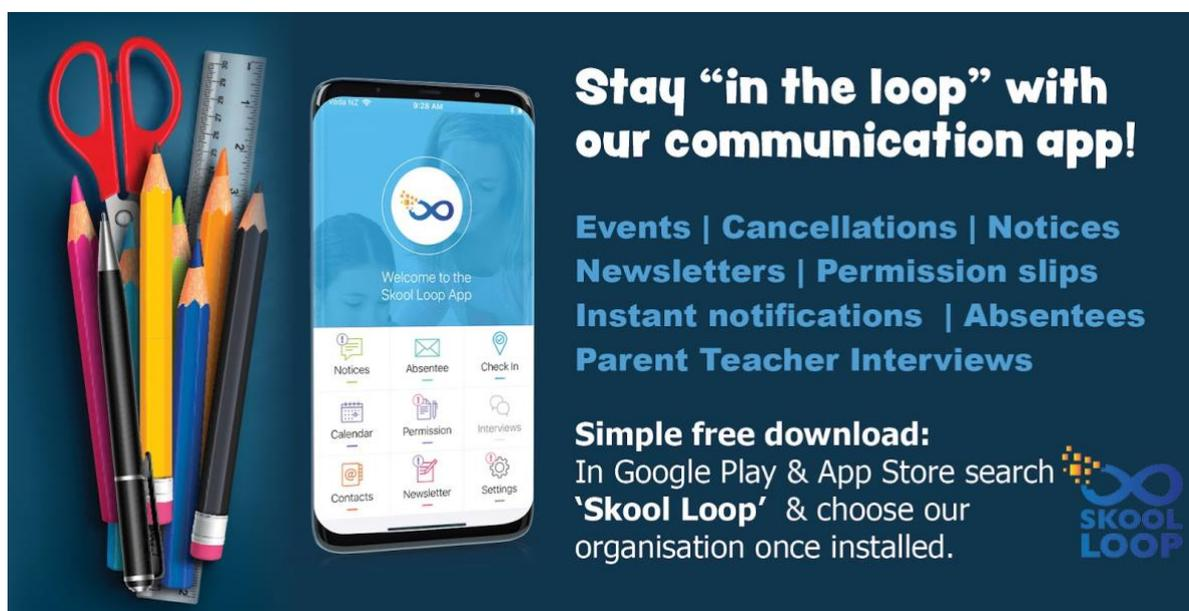 Stay “in the loop” with
our communication app!
Events | Cancellations | Notices
Newsletters | Permission slips
Instant notifications | Absentees
Parent Teacher Interviews
Simple free download:
In Google Play & App Store search
‘Skool Loop’ & choose our
organisation once installed.
SKOOL
LOOP
Voda NZ 9:28 AM
Welcome to the
Skool Loop App
Notices Absentee Check In
Calendar Permission Interviews
Contacts Newsletter Settings